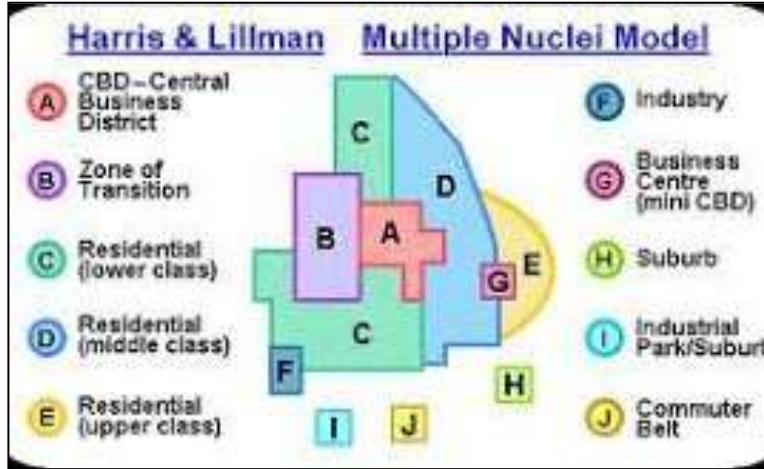 Harris & Lillman Multiple Nuclei Model
A CBD-Central
Business
District
B Zone of
Transition
C Residential
(lower class)
D Residential
(middle class)
E Residential
(upper class)
C
D
B
A
E
G
C
F
H
I
J
F Industry
G Business
Centre
(mini CBD)
H Suburb
I Industrial
Park/Suburb
J Commuter
Belt